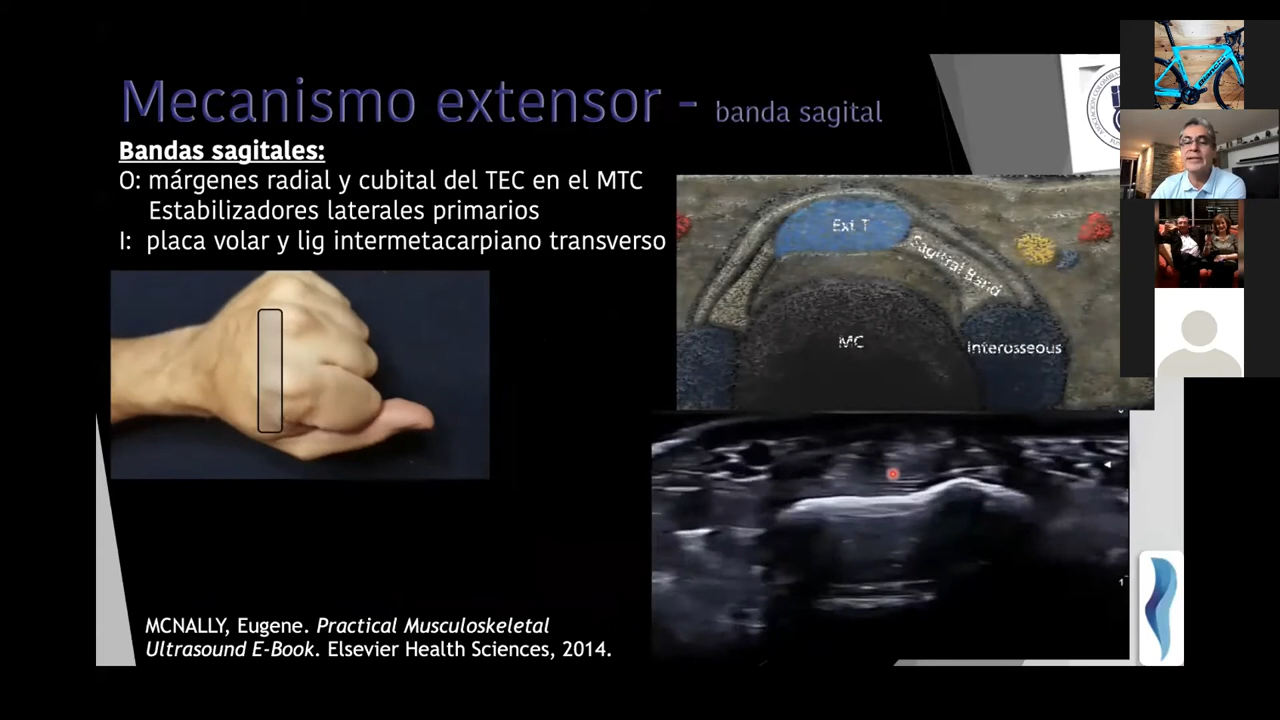 Mecanismo extensor - banda sagital
Bandas sagitales:
O: márgenes radial y cubital del TEC en el MTC
Estabilizadores laterales primarios
I: placa volar y lig intermetacarpiano transverso
Ext T
Sagittal Band
MC
Interosseous
MCNALLY, Eugene. Practical Musculoskeletal
Ultrasound E-Book. Elsevier Health Sciences, 2014.